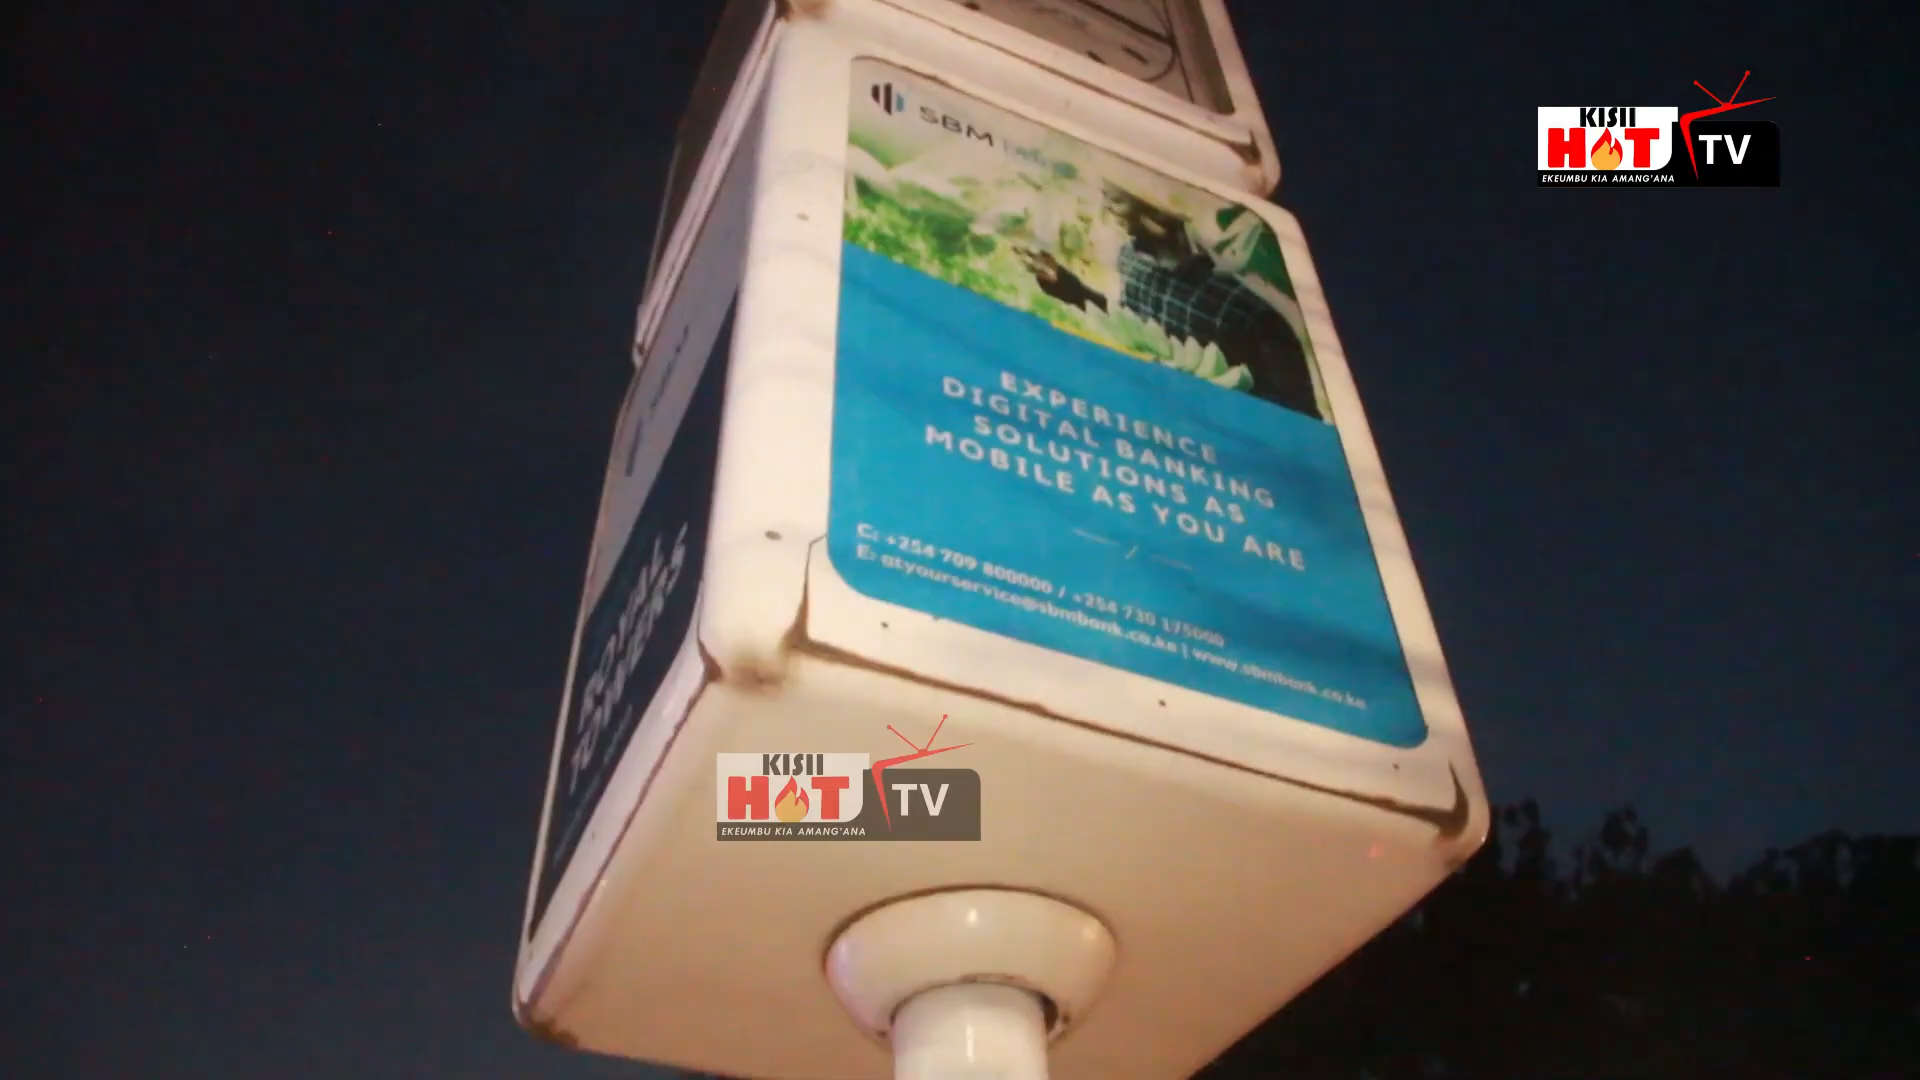 KISII
HOT TV
EKEUMBU KIA AMANG'ANA
SBM
EXPERIENCE
DIGITAL BANKING
SOLUTIONS AS
MOBILE AS YOU ARE
C: +254 709 800000 / +254 730 175000
E: atyourservice@sbmbank.co.ke | www.sbmbank.co.ke
ROYAL
TOWERS
KISII
HOT TV
EKEUMBU KIA AMANG'ANA